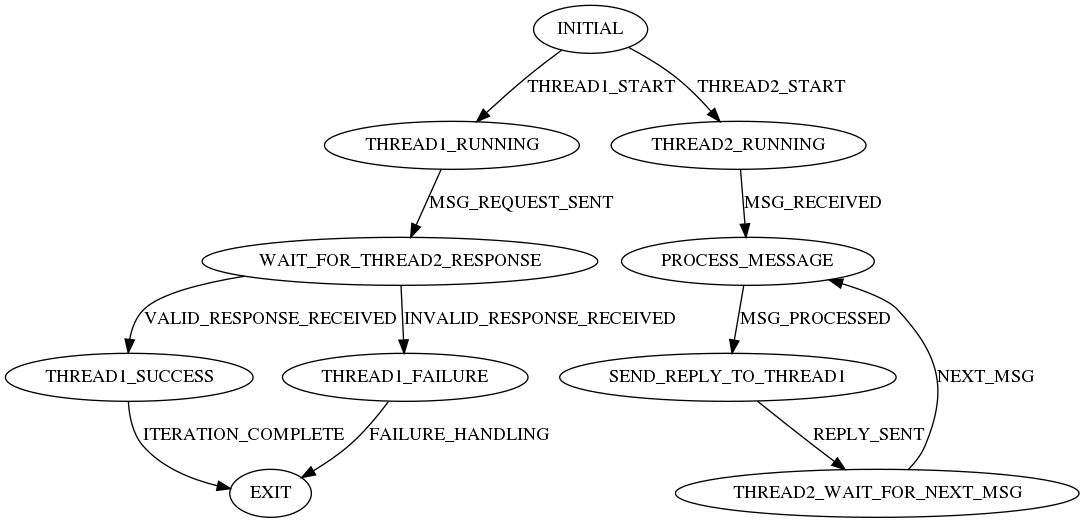 INITIAL
THREAD1_START
THREAD2_START
THREAD1_RUNNING
THREAD2_RUNNING
MSG_REQUEST_SENT
MSG_RECEIVED
WAIT_FOR_THREAD2_RESPONSE
PROCESS_MESSAGE
VALID_RESPONSE_RECEIVED
INVALID_RESPONSE_RECEIVED
MSG_PROCESSED
THREAD1_SUCCESS
THREAD1_FAILURE
SEND_REPLY_TO_THREAD1
NEXT_MSG
ITERATION_COMPLETE
FAILURE_HANDLING
REPLY_SENT
EXIT
THREAD2_WAIT_FOR_NEXT_MSG